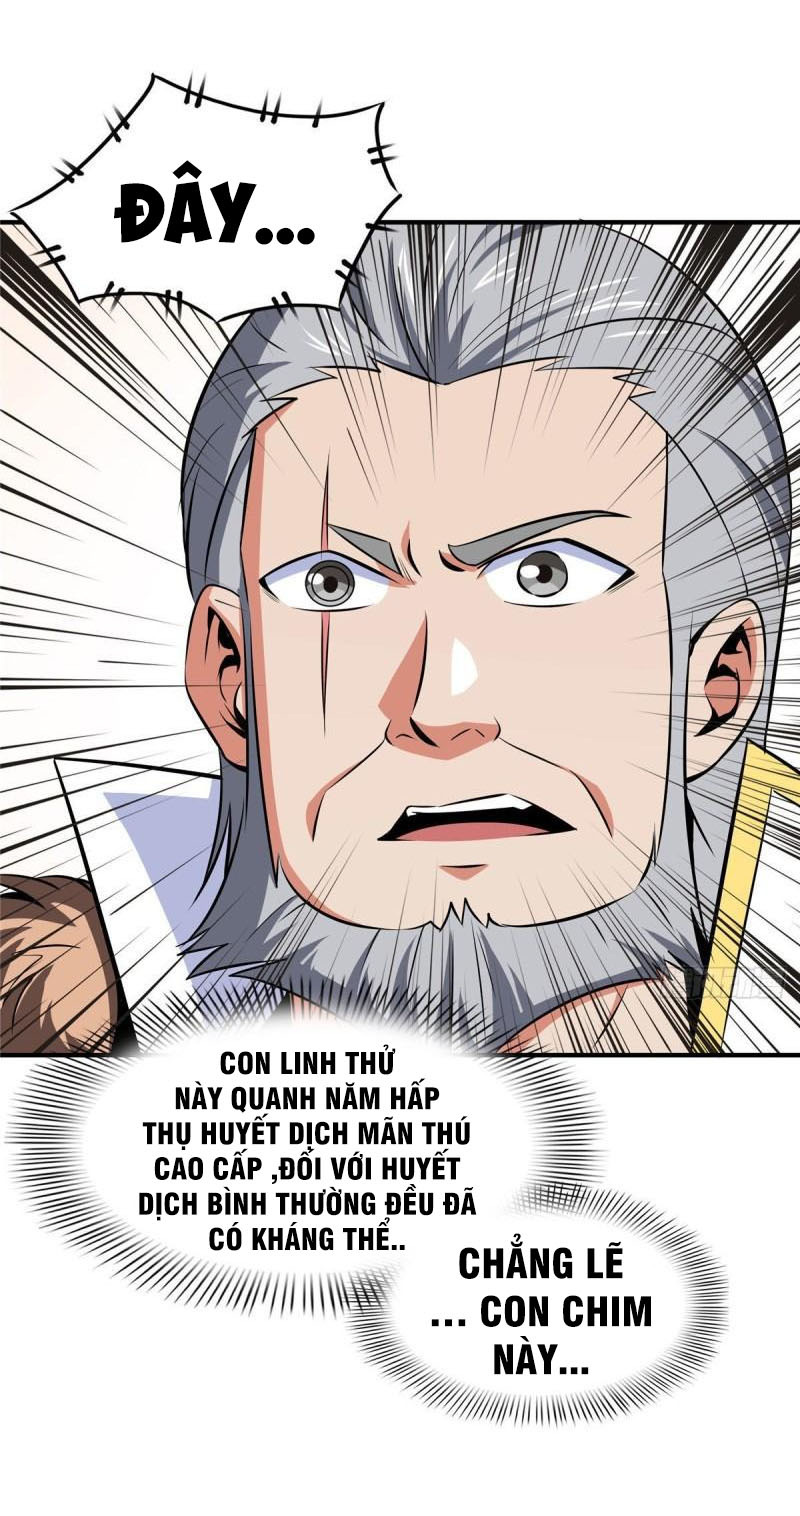 ĐÂY...
CON LINH THỬ
NÀY QUANH NĂM HẤP
THỤ HUYẾT DỊCH MÃN THÚ
CAO CẤP ,ĐỐI VỚI HUYẾT
DỊCH BÌNH THƯỜNG ĐỀU ĐÃ
CÓ KHÁNG THỂ..
CHẲNG LẼ
... CON CHIM
NÀY...